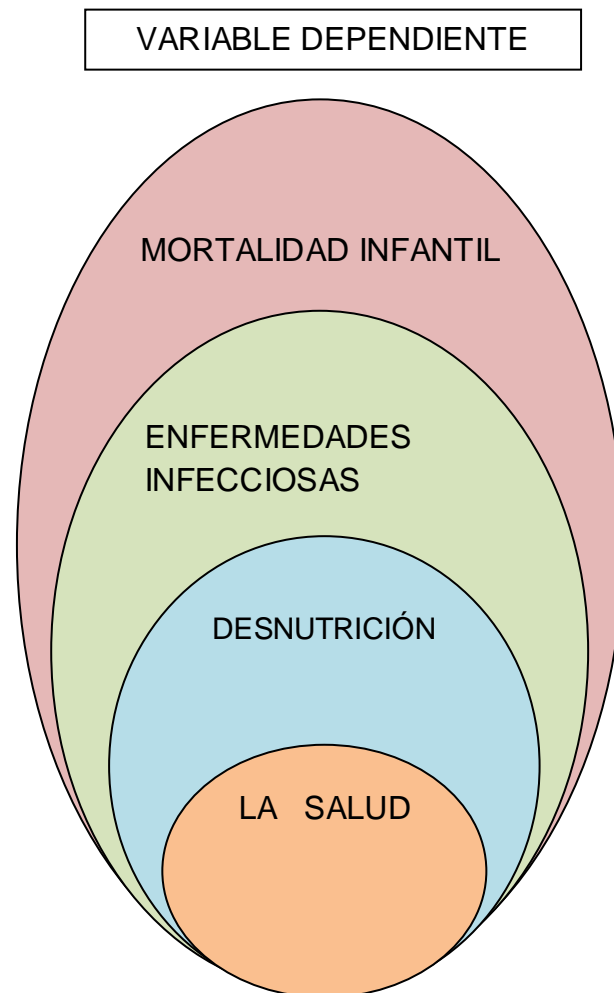 VARIABLE DEPENDIENTE
MORTALIDAD INFANTIL
ENFERMEDADES
INFECCIOSAS
DESNUTRICIÓN
LA SALUD